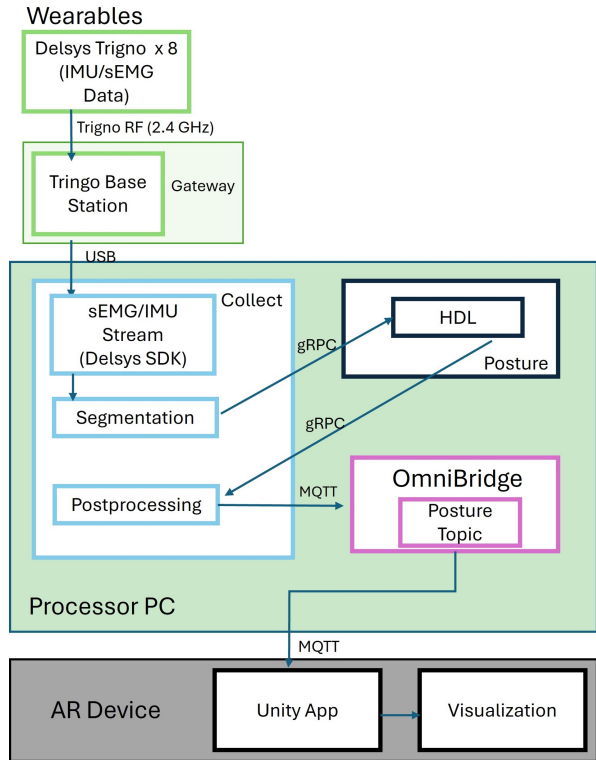 Wearables
Delsys Trigno x 8
(IMU/sEMG
Data)
Trigno RF (2.4 GHz)
Tringo Base
Station
Gateway
USB
sEMG/IMU
Stream
(Delsys SDK)
Collect
HDL
Posture
gRPC
Segmentation
gRPC
Postprocessing
MQTT
OmniBridge
Posture
Topic
Processor PC
MQTT
AR Device
Unity App
Visualization